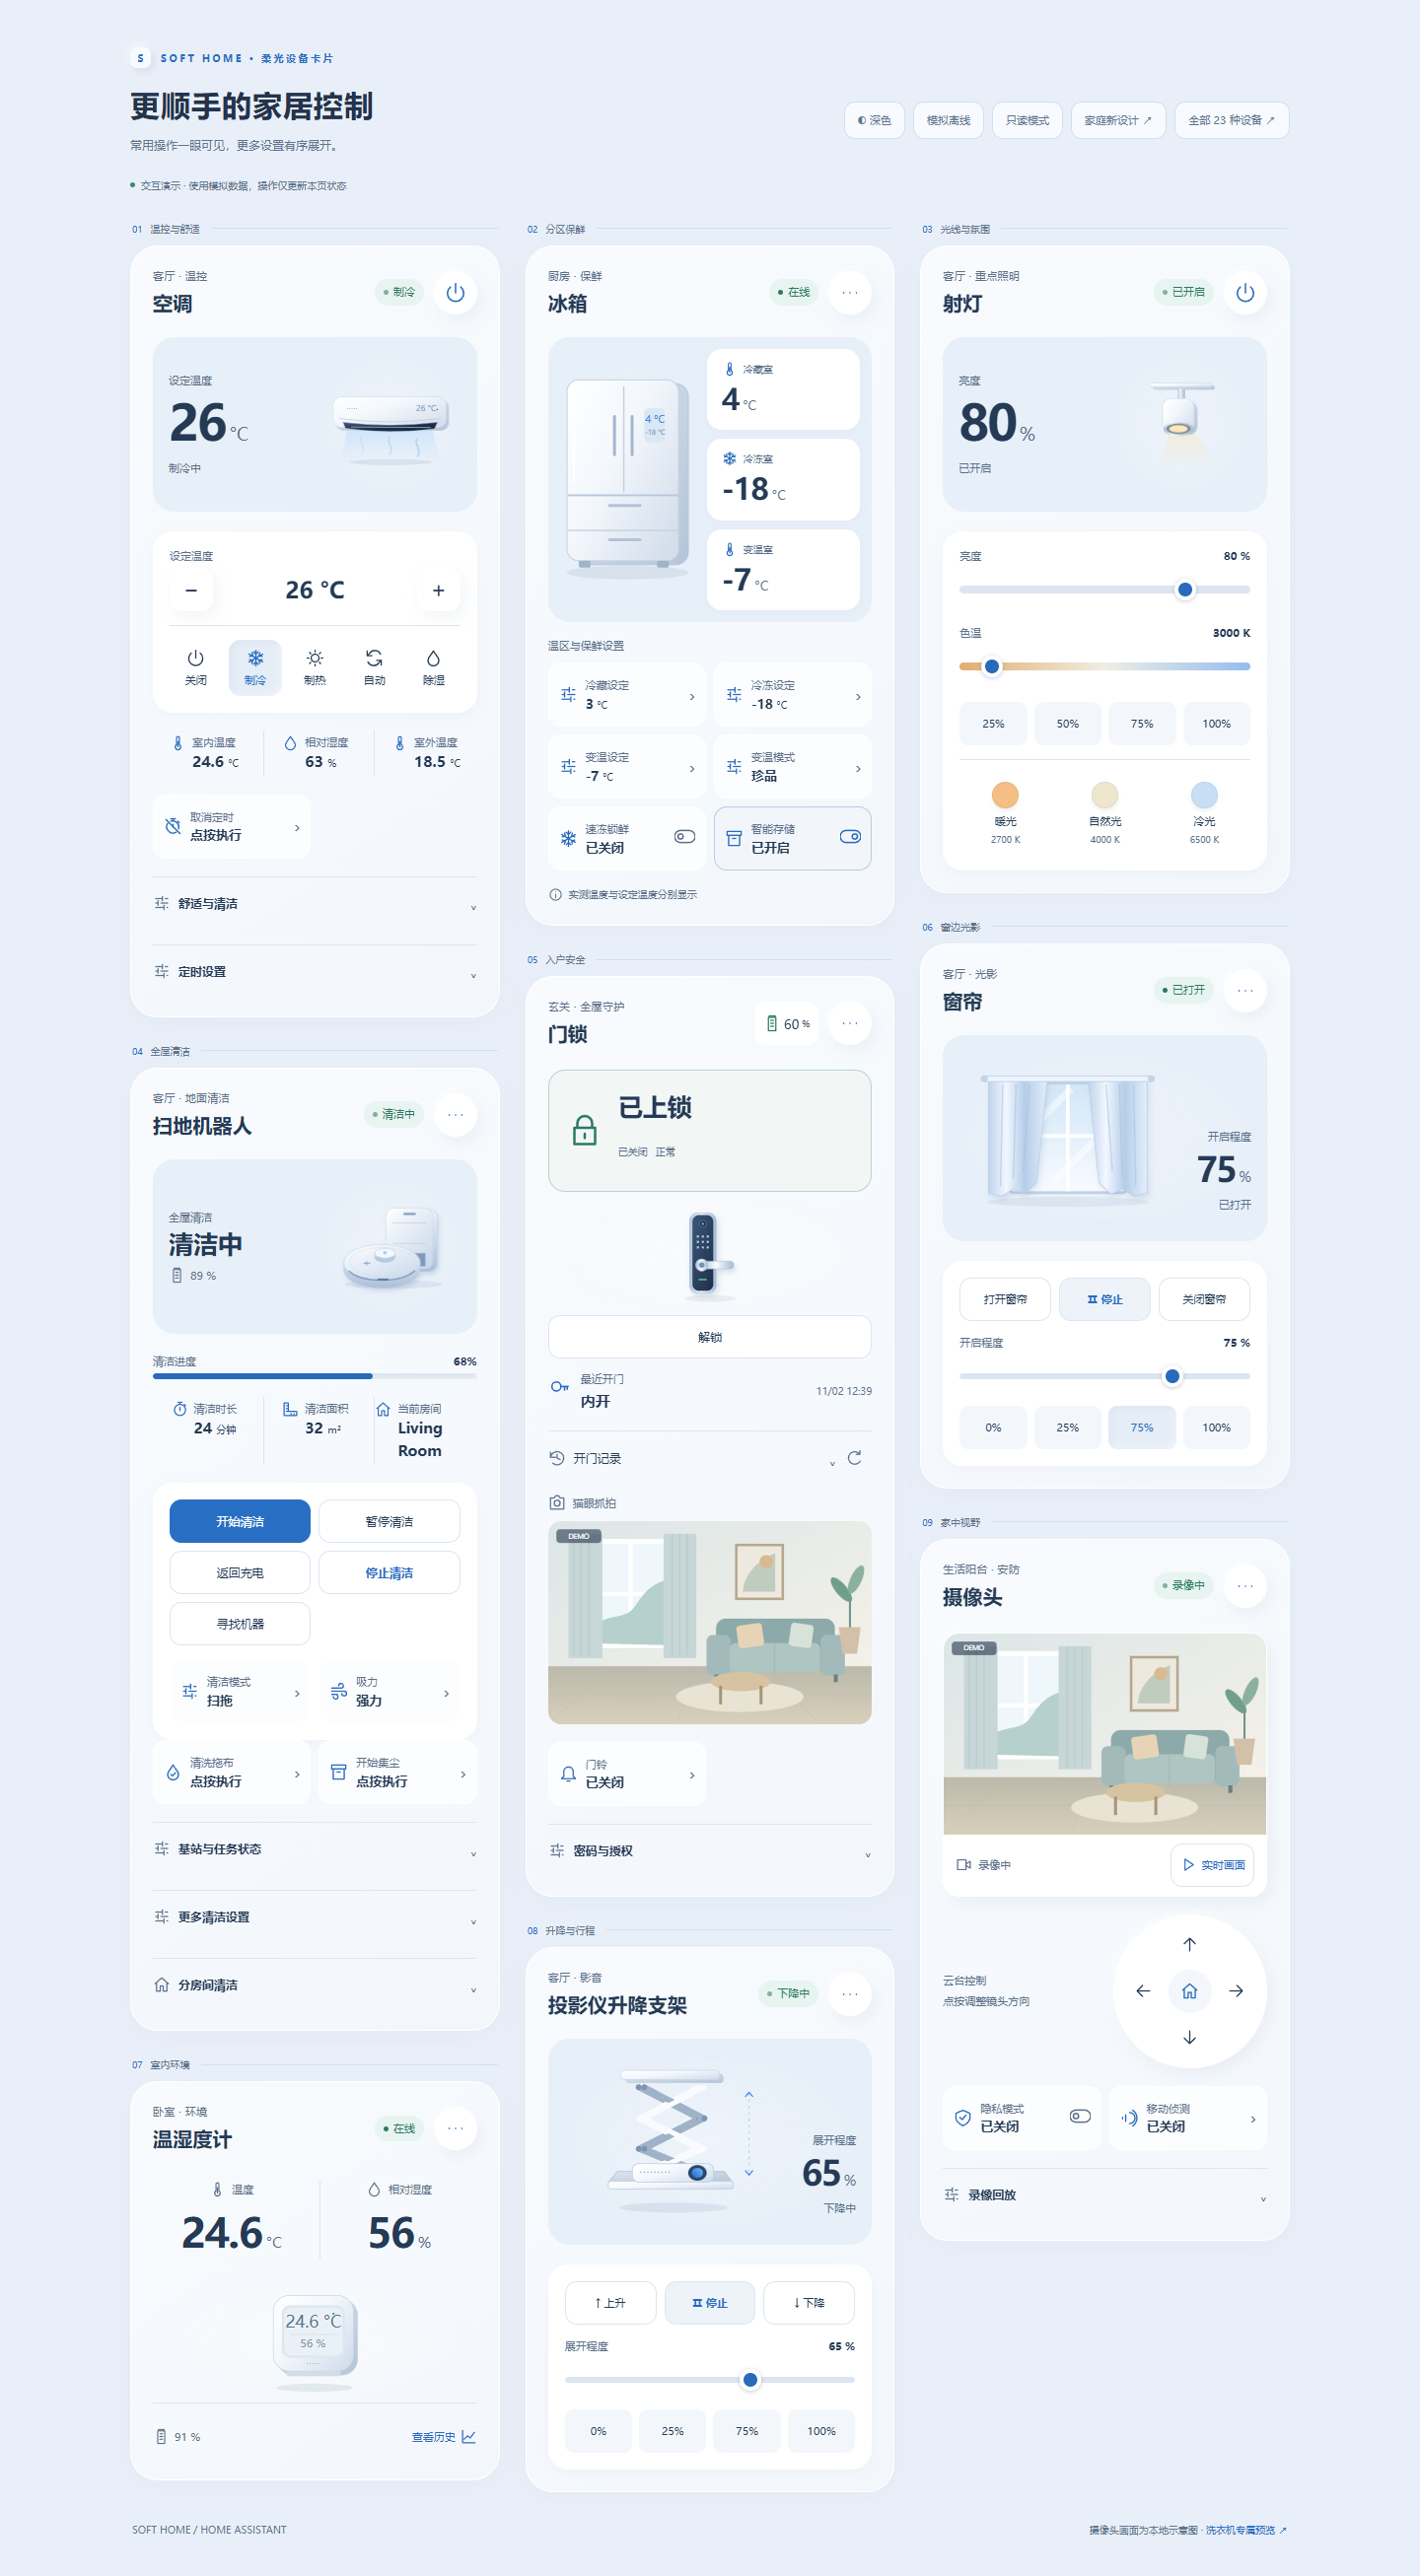 S SOFT HOME • 柔光设备卡片
更顺手的家居控制
常用操作一眼可见，更多设置有序展开。
深色
模拟离线
只读模式
家庭新设计 ↗
全部 23 种设备 ↗
交互演示 · 使用模拟数据，操作仅更新本页状态
01 温控与舒适
客厅 · 温控
空调
制冷
设定温度
26 °C
制冷中
26 °C
设定温度
− 26 °C +
关闭
制冷
制热
自动
除湿
室内温度
24.6 °C
相对湿度
63 %
室外温度
18.5 °C
取消定时
点按执行
舒适与清洁
定时设置
02 分区保鲜
厨房 · 保鲜
冰箱
在线
4 °C
-18 °C
冷藏室
4 °C
冷冻室
-18 °C
变温室
-7 °C
温区与保鲜设置
冷藏设定
3 °C
冷冻设定
-18 °C
变温设定
-7 °C
变温模式
珍品
速冻锁鲜
已关闭
智能存储
已开启
实测温度与设定温度分别显示
03 光线与氛围
客厅 · 重点照明
射灯
已开启
亮度
80 %
已开启
亮度 80 %
色温 3000 K
25% 50% 75% 100%
暖光
2700 K
自然光
4000 K
冷光
6500 K
04 全屋清洁
客厅 · 地面清洁
扫地机器人
清洁中
全屋清洁
清洁中
89 %
清洁进度 68%
清洁时长
24 分钟
清洁面积
32 m²
当前房间
Living
Room
开始清洁
暂停清洁
返回充电
停止清洁
寻找机器
清洁模式
扫拖
吸力
强力
清洗拖布
点按执行
开始集尘
点按执行
基站与任务状态
更多清洁设置
分房间清洁
05 入户安全
玄关 · 全屋守护
门锁
60 %
已上锁
已关闭 正常
解锁
最近开门
内开
11/02 12:39
开门记录
猫眼抓拍
DEMO
门铃
已关闭
密码与授权
06 窗边光影
客厅 · 光影
窗帘
已打开
开启程度
75 %
已打开
打开窗帘
停止
关闭窗帘
开启程度 75 %
0% 25% 75% 100%
07 室内环境
卧室 · 环境
温湿度计
在线
温度
24.6 °C
相对湿度
56 %
24.6 °C
56 %
91 %
查看历史
08 升降与行程
客厅 · 影音
投影仪升降支架
下降中
展开程度
65 %
下降中
↑ 上升
停止
↓ 下降
展开程度 65 %
0% 25% 75% 100%
09 家中视野
生活阳台 · 安防
摄像头
录像中
DEMO
录像中
实时画面
云台控制
点按调整镜头方向
隐私模式
已关闭
移动侦测
已关闭
录像回放
SOFT HOME / HOME ASSISTANT
摄像头画面为本地示意图 · 洗衣机专属预览 ↗